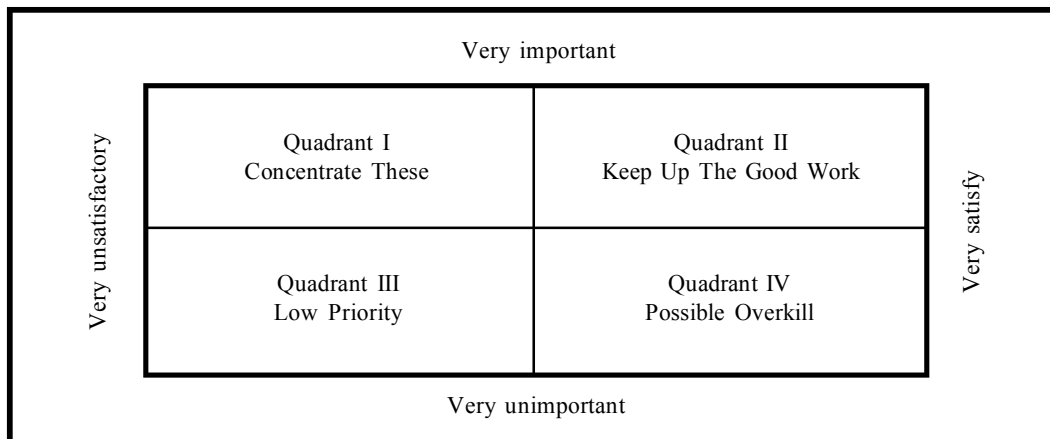 Very important
Very unsatisfactory
Quadrant I
Concentrate These
Quadrant II
Keep Up The Good Work
Very satisfy
Quadrant III
Low Priority
Quadrant IV
Possible Overkill
Very unimportant